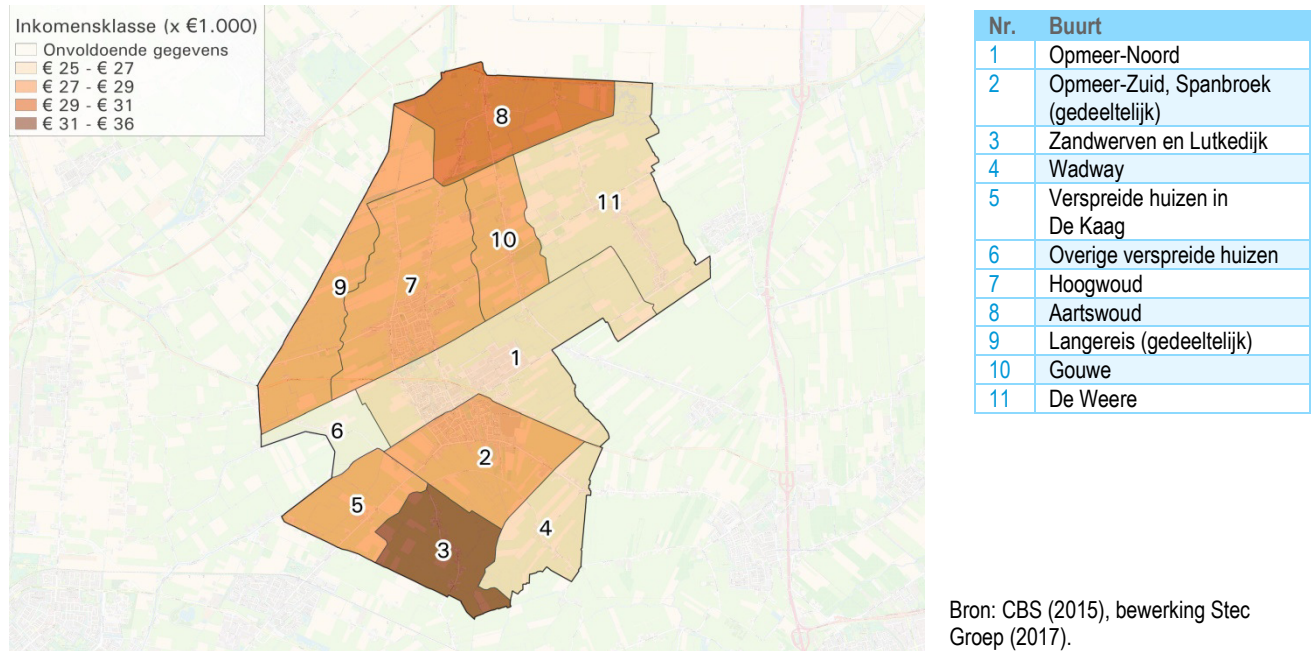 Inkomensklasse (x €1.000)
Onvoldoende gegevens
€ 25 - € 27
€ 27 - € 29
€ 29 - € 31
€ 31 - € 36
8
11
10
9
7
1
6
2
5
4
3
Nr. Buurt
1 Opmeer-Noord
2 Opmeer-Zuid, Spanbroek
(gedeeltelijk)
3 Zandwerven en Lutkedijk
4 Wadway
5 Verspreide huizen in
De Kaag
6 Overige verspreide huizen
7 Hoogwoud
8 Aartswoud
9 Langereis (gedeeltelijk)
10 Gouwe
11 De Weere
Bron: CBS (2015), bewerking Stec
Groep (2017).